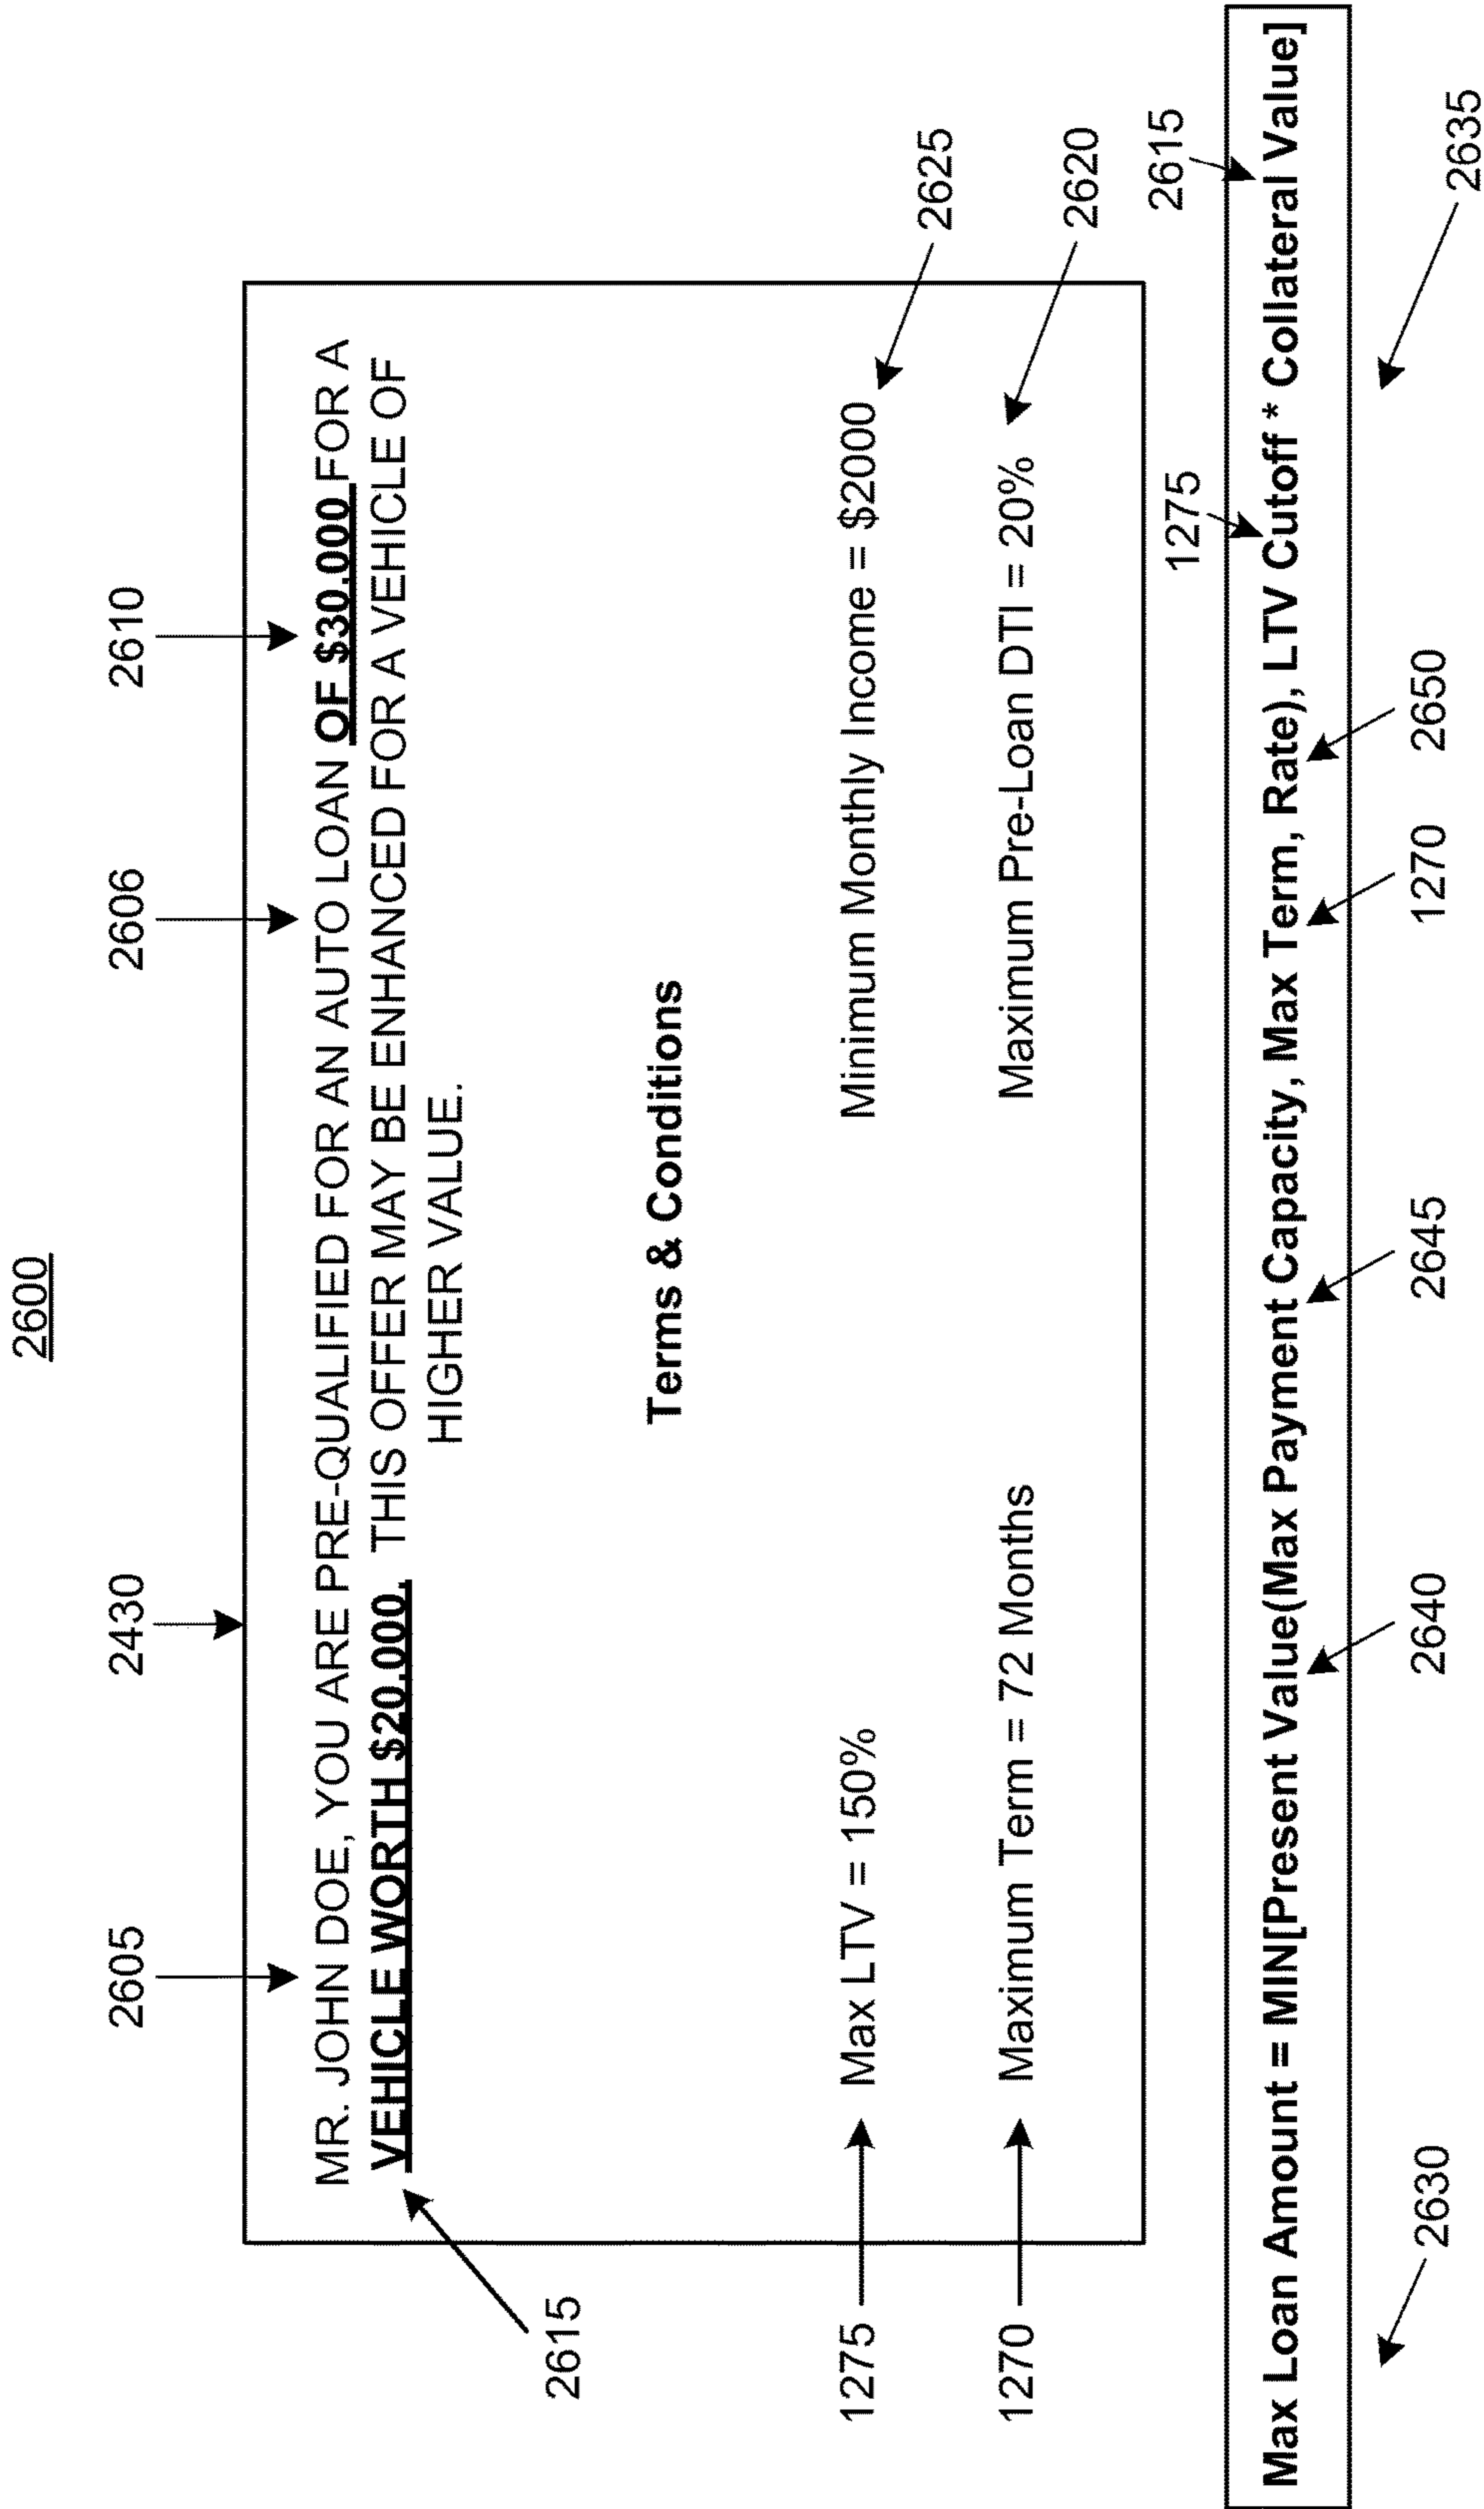 2600
2605
2430
2606
2610
MR. JOHN DOE, YOU ARE PRE-QUALIFIED FOR AN AUTO LOAN OF $30,000 FOR A
VEHICLE WORTH $20,000. THIS OFFER MAY BE ENHANCED FOR A VEHICLE OF
HIGHER VALUE.
2615
Terms & Conditions
1275 Max LTV = 150% Minimum Monthly Income = $2000 2625
1270 Maximum Term = 72 Months Maximum Pre-Loan DTI = 20% 2620
1275 2615
Max Loan Amount = MIN[Present Value(Max Payment Capacity, Max Term, Rate), LTV Cutoff * Collateral Value]
2630 2640 2645 1270 2650 2635